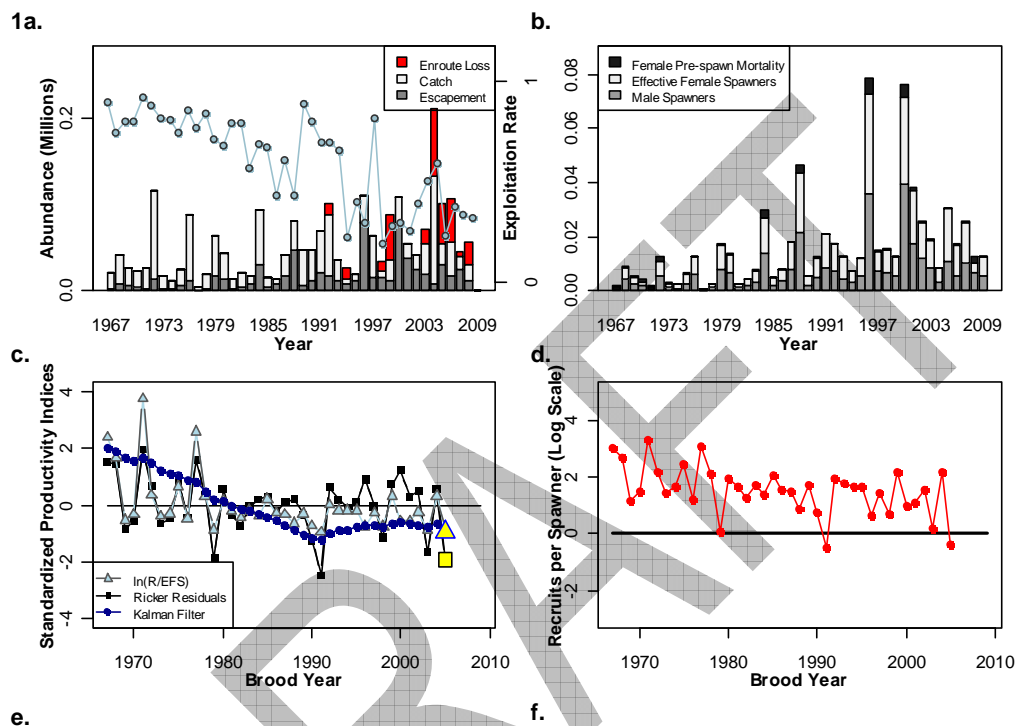 1a.
Enroute Loss
Catch
Escapement
Abundance (Millions)
0.2
0.0
Exploitation Rate
1
0
1967 1973 1979 1985 1991 1997 2003 2009
Year
b.
Female Pre-spawn Mortality
Effective Female Spawners
Male Spawners
0.08
0.06
0.04
0.02
0.00
1967 1973 1979 1985 1991 1997 2003 2009
Year
c.
Standardized Productivity Indices
4
2
0
-2
-4
ln(R/EFS)
Ricker Residuals
Kalman Filter
1970 1980 1990 2000 2010
Brood Year
d.
Recruits per Spawner (Log Scale)
4
2
0
-2
1970 1980 1990 2000 2010
Brood Year
e.
f.
DRAFT